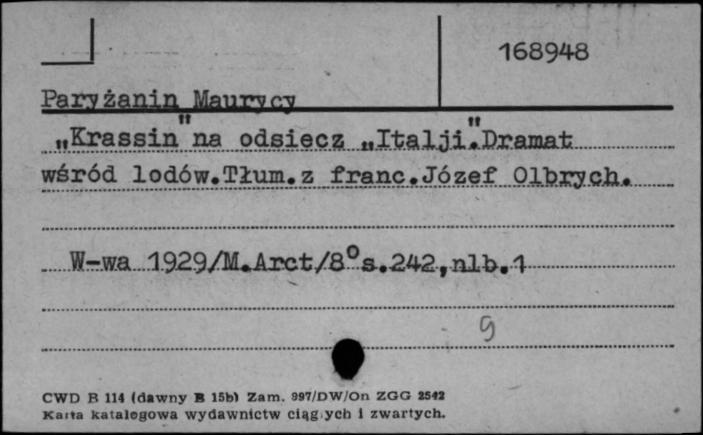 168948
Paryżanin Maurycy
„Krassin" na odsiecz „Italji". Dramat
wśród lodów. Tłum. z franc. Józef Olbrych.
W-wa 1929/M.Arct/8° s.242, nlb.1
9
CWD B 114 (dawny B 15b) Zam. 997/DW/On ZGG 2542
Karta katalogowa wydawnictw ciągłych i zwartych.